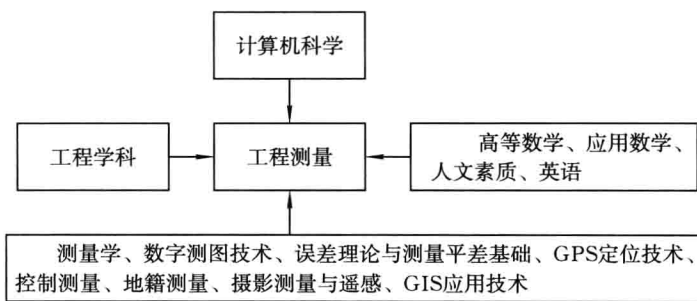 计算机科学
工程学科
工程测量
高等数学、应用数学、
人文素质、英语
测量学、数字测图技术、误差理论与测量平差基础、GPS定位技术、
控制测量、地籍测量、摄影测量与遥感、GIS应用技术